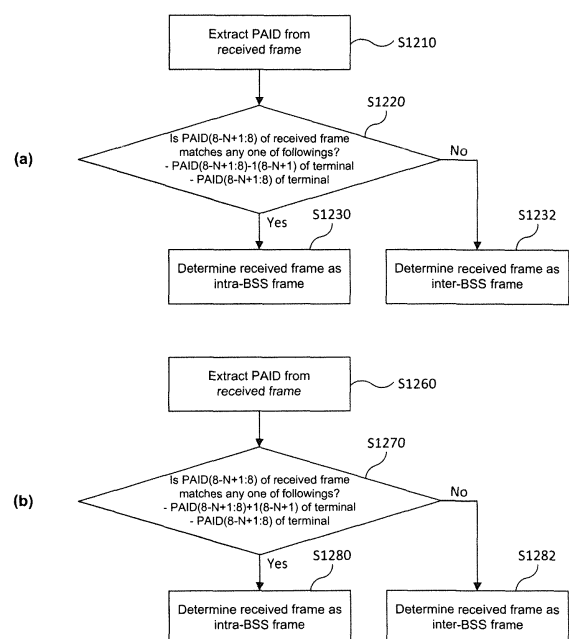 Extract PAID from
received frame
S1210
S1220
(a)
Is PAID(8-N+1:8) of received frame
matches any one of followings?
- PAID(8-N+1:8)-1(8-N+1) of terminal
- PAID(8-N+1:8) of terminal
No
Yes
S1230
S1232
Determine received frame as
intra-BSS frame
Determine received frame as
inter-BSS frame
Extract PAID from
received frame
S1260
S1270
(b)
Is PAID(8-N+1:8) of received frame
matches any one of followings?
- PAID(8-N+1:8)+1(8-N+1) of terminal
- PAID(8-N+1:8) of terminal
No
Yes
S1280
S1282
Determine received frame as
intra-BSS frame
Determine received frame as
inter-BSS frame